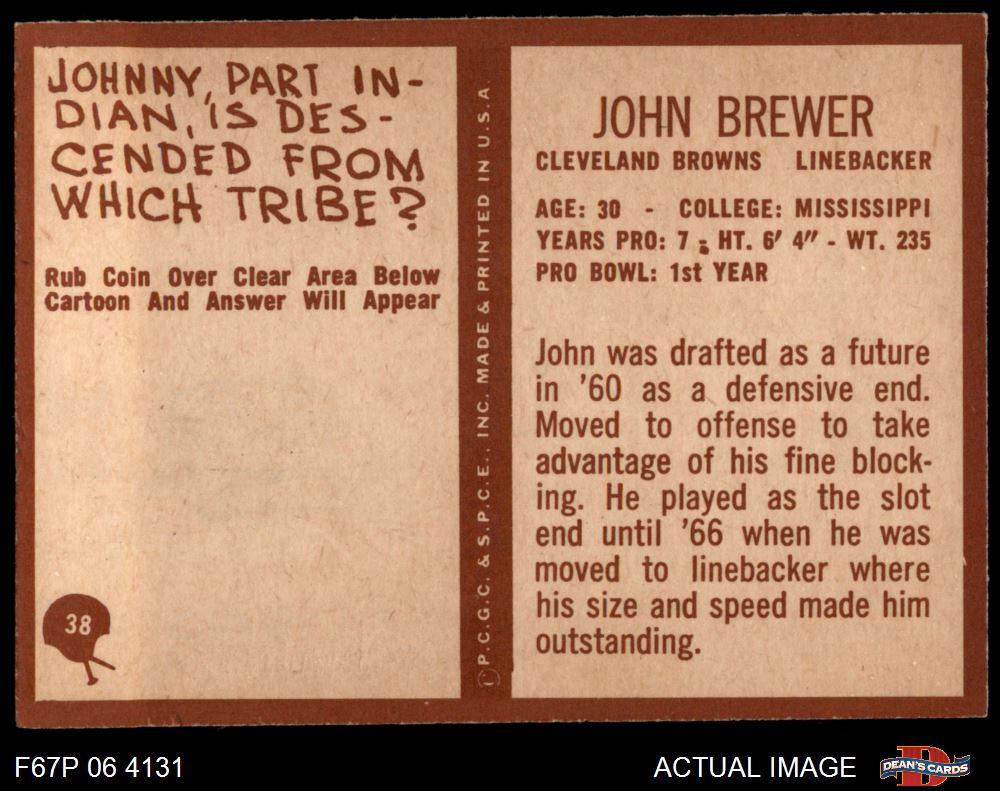 JOHNNY, PART IN-
DIAN, IS DES-
CENDED FROM
WHICH TRIBE?
Rub Coin Over Clear Area Below
Cartoon And Answer Will Appear
38
© P.C.G.C. & S.P.C.E., INC. MADE & PRINTED IN U.S.A
JOHN BREWER
CLEVELAND BROWNS LINEBACKER
AGE: 30 - COLLEGE: MISSISSIPPI
YEARS PRO: 7 - HT. 6' 4" - WT. 235
PRO BOWL: 1st YEAR
John was drafted as a future
in '60 as a defensive end.
Moved to offense to take
advantage of his fine block-
ing. He played as the slot
end until '66 when he was
moved to linebacker where
his size and speed made him
outstanding.
F67P 06 4131
ACTUAL IMAGE
D
DEAN'S CARDS